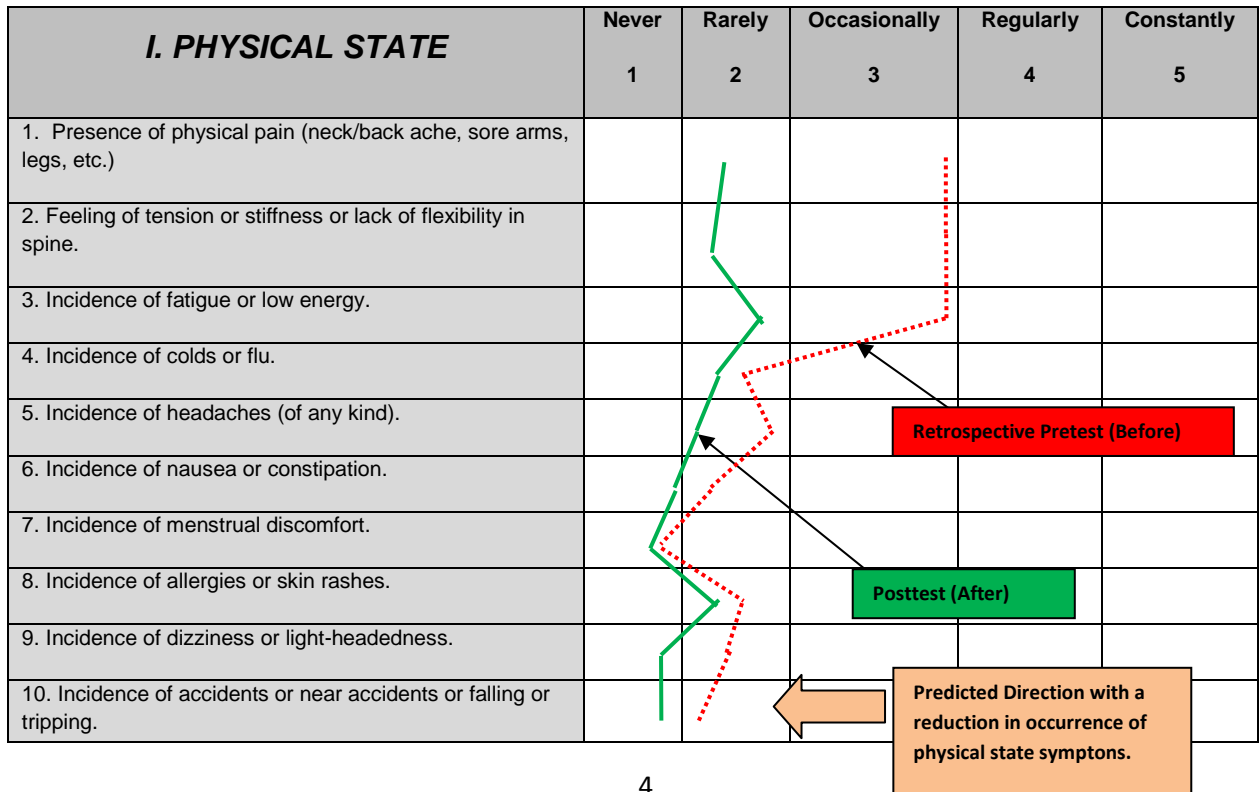 I. PHYSICAL STATE
Never Rarely Occasionally Regularly Constantly
1 2 3 4 5
1. Presence of physical pain (neck/back ache, sore arms,
legs, etc.)
2. Feeling of tension or stiffness or lack of flexibility in
spine.
3. Incidence of fatigue or low energy.
4. Incidence of colds or flu.
5. Incidence of headaches (of any kind).
Retrospective Pretest (Before)
6. Incidence of nausea or constipation.
7. Incidence of menstrual discomfort.
8. Incidence of allergies or skin rashes.
Posttest (After)
9. Incidence of dizziness or light-headedness.
10. Incidence of accidents or near accidents or falling or
tripping.
Predicted Direction with a
reduction in occurrence of
physical state symptons.
4